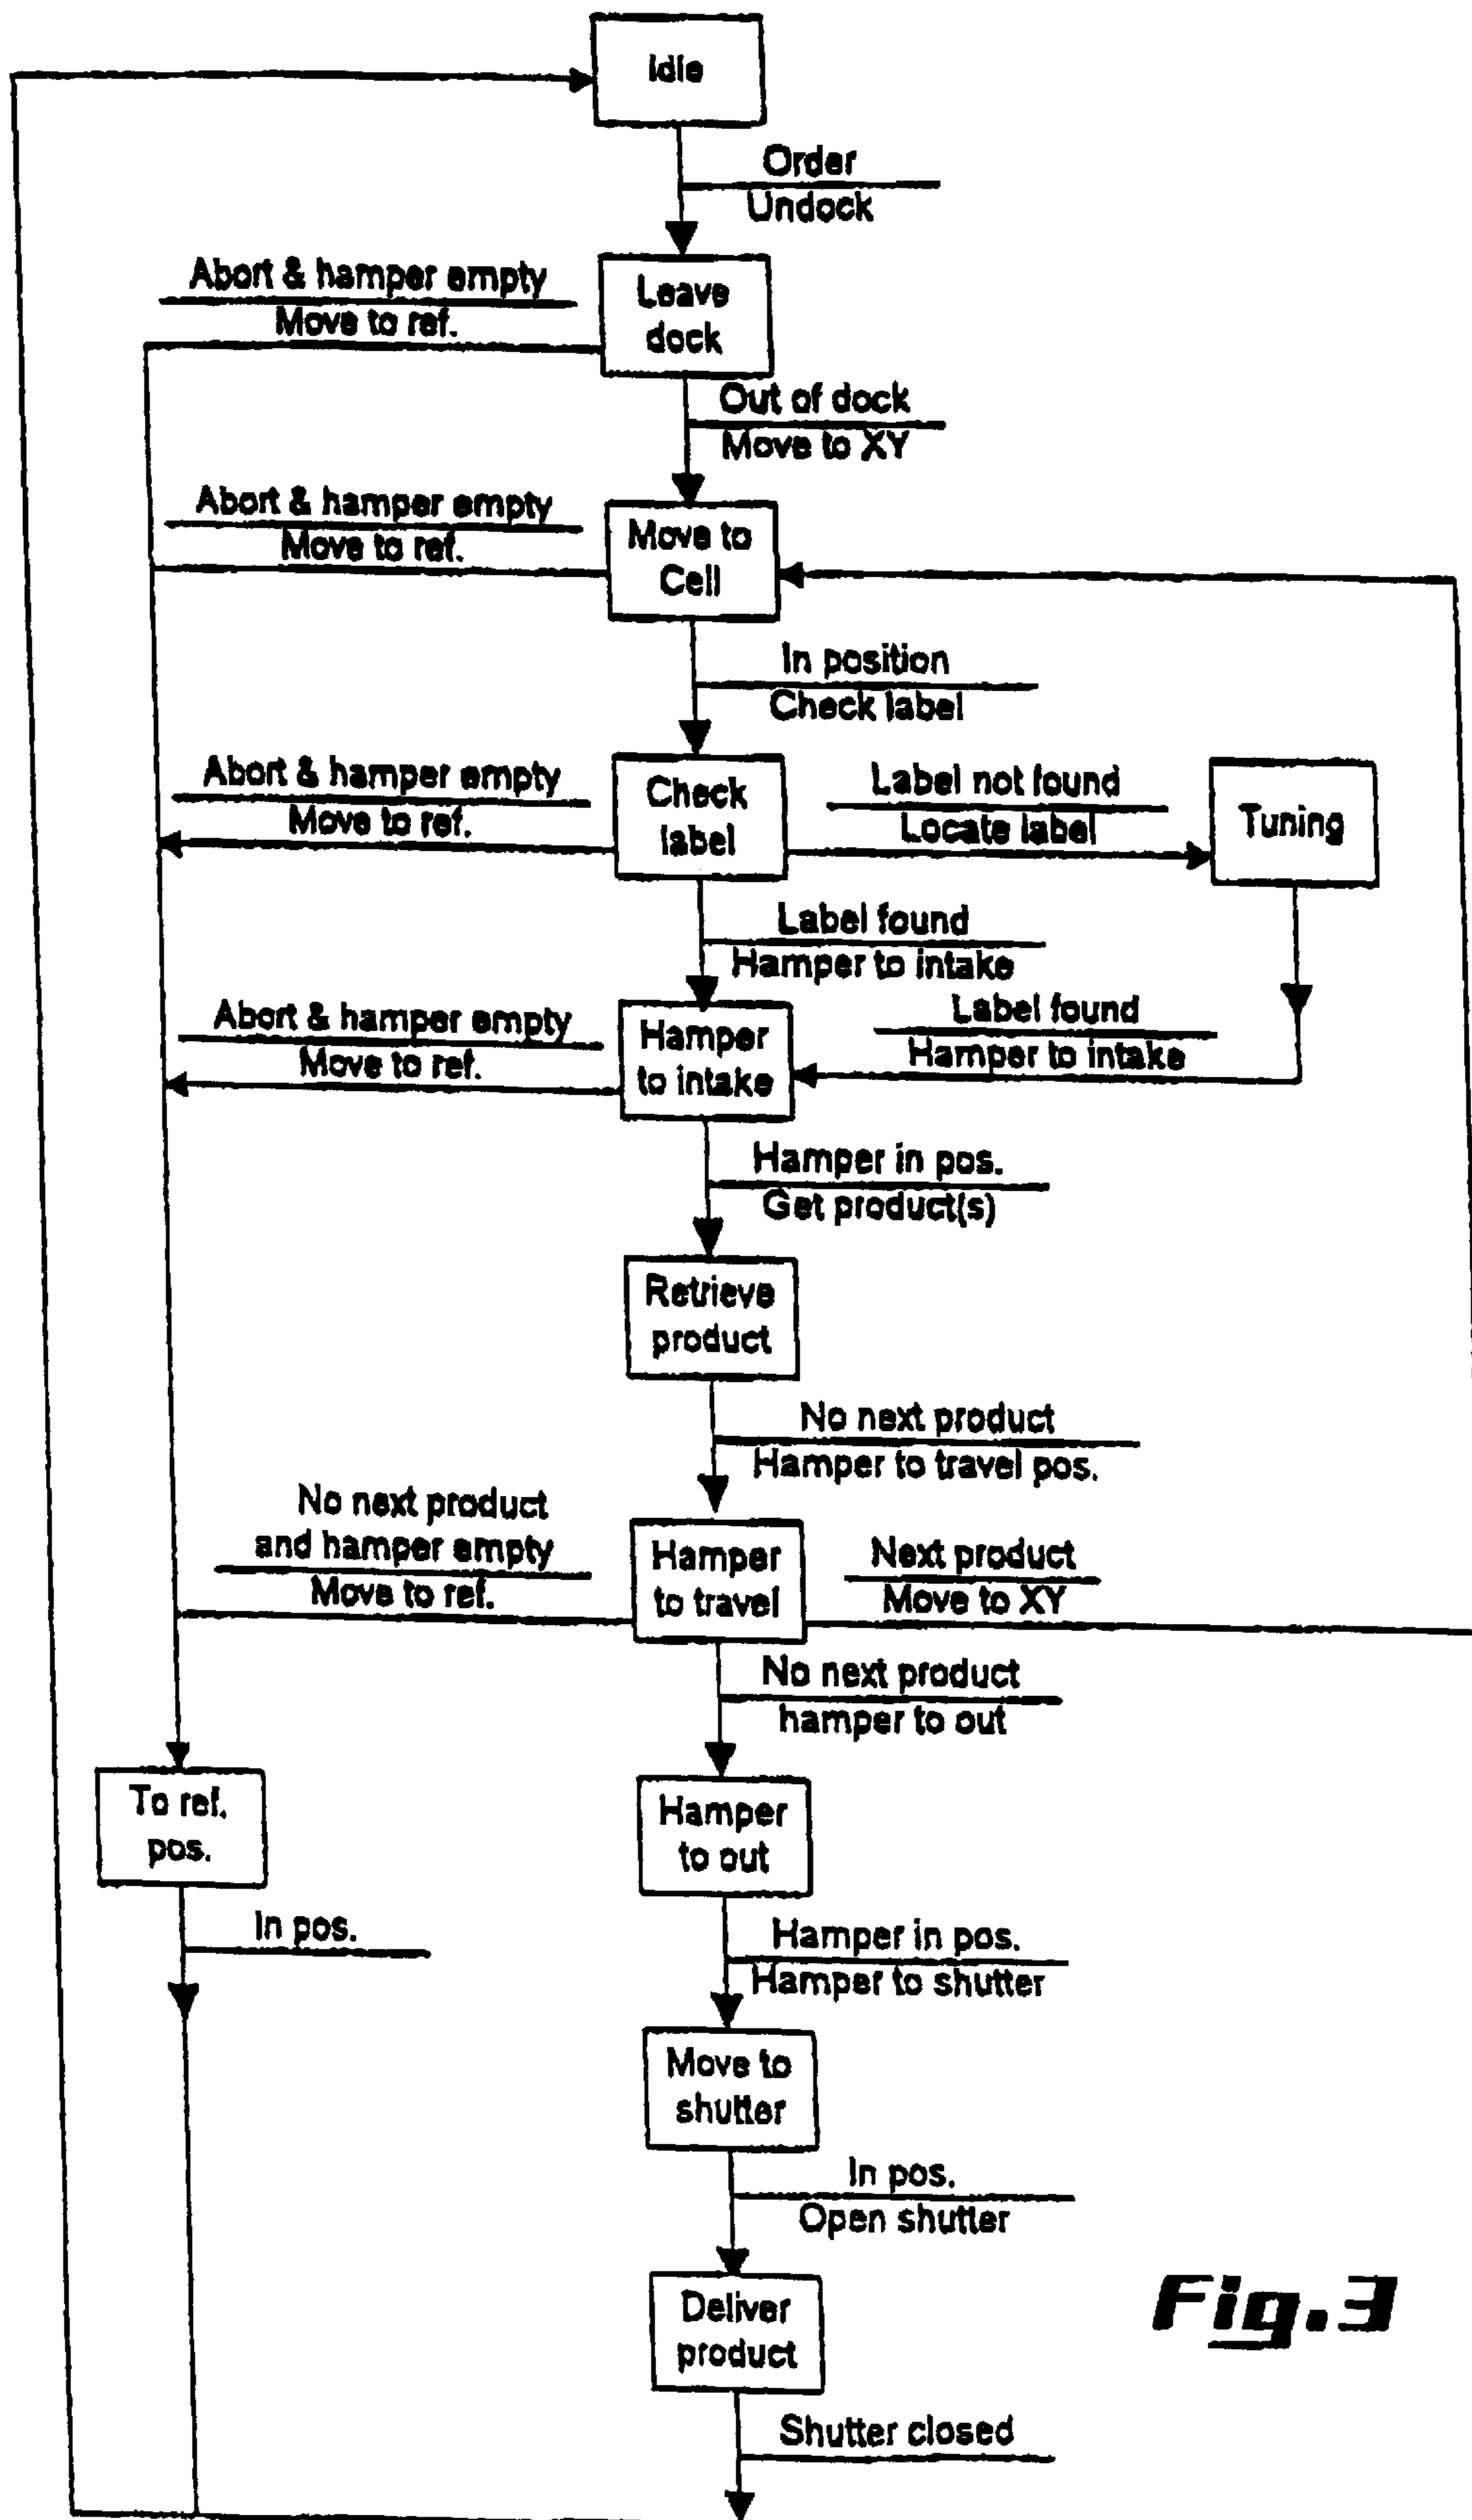 Idle
Order
Undock
Abort & hamper empty
Move to ref.
Leave
dock
Out of dock
Move to XY
Abort & hamper empty
Move to ref.
Move to
Cell
In position
Check label
Abort & hamper empty
Move to ref.
Check
label
Label not found
Locate label
Tuning
Label found
Hamper to intake
Abort & hamper empty
Move to ref.
Hamper
to intake
Label found
Hamper to intake
Hamper in pos.
Get product(s)
Retrieve
product
No next product
Hamper to travel pos.
No next product
and hamper empty
Move to ref.
Hamper
to travel
Next product
Move to XY
No next product
hamper to out
To ref.
pos.
Hamper
to out
In pos.
Hamper in pos.
Hamper to shutter
Move to
shutter
In pos.
Open shutter
Deliver
product
Fig.3
Shutter closed